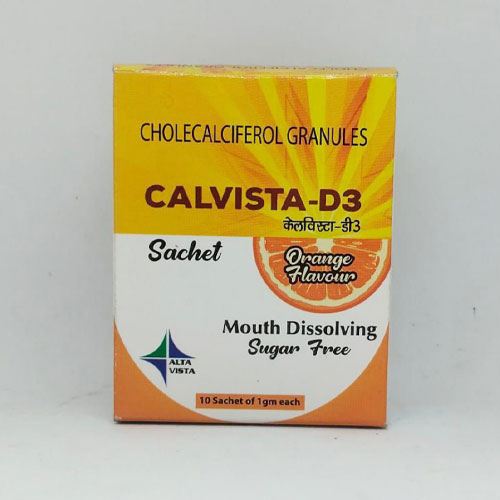 CHOLECALCIFEROL GRANULES
CALVISTA-D3
केलविस्टा-डी3
Sachet
Orange
Flavour
Mouth Dissolving
Sugar Free
ALTA
VISTA
10 Sachet of 1gm each